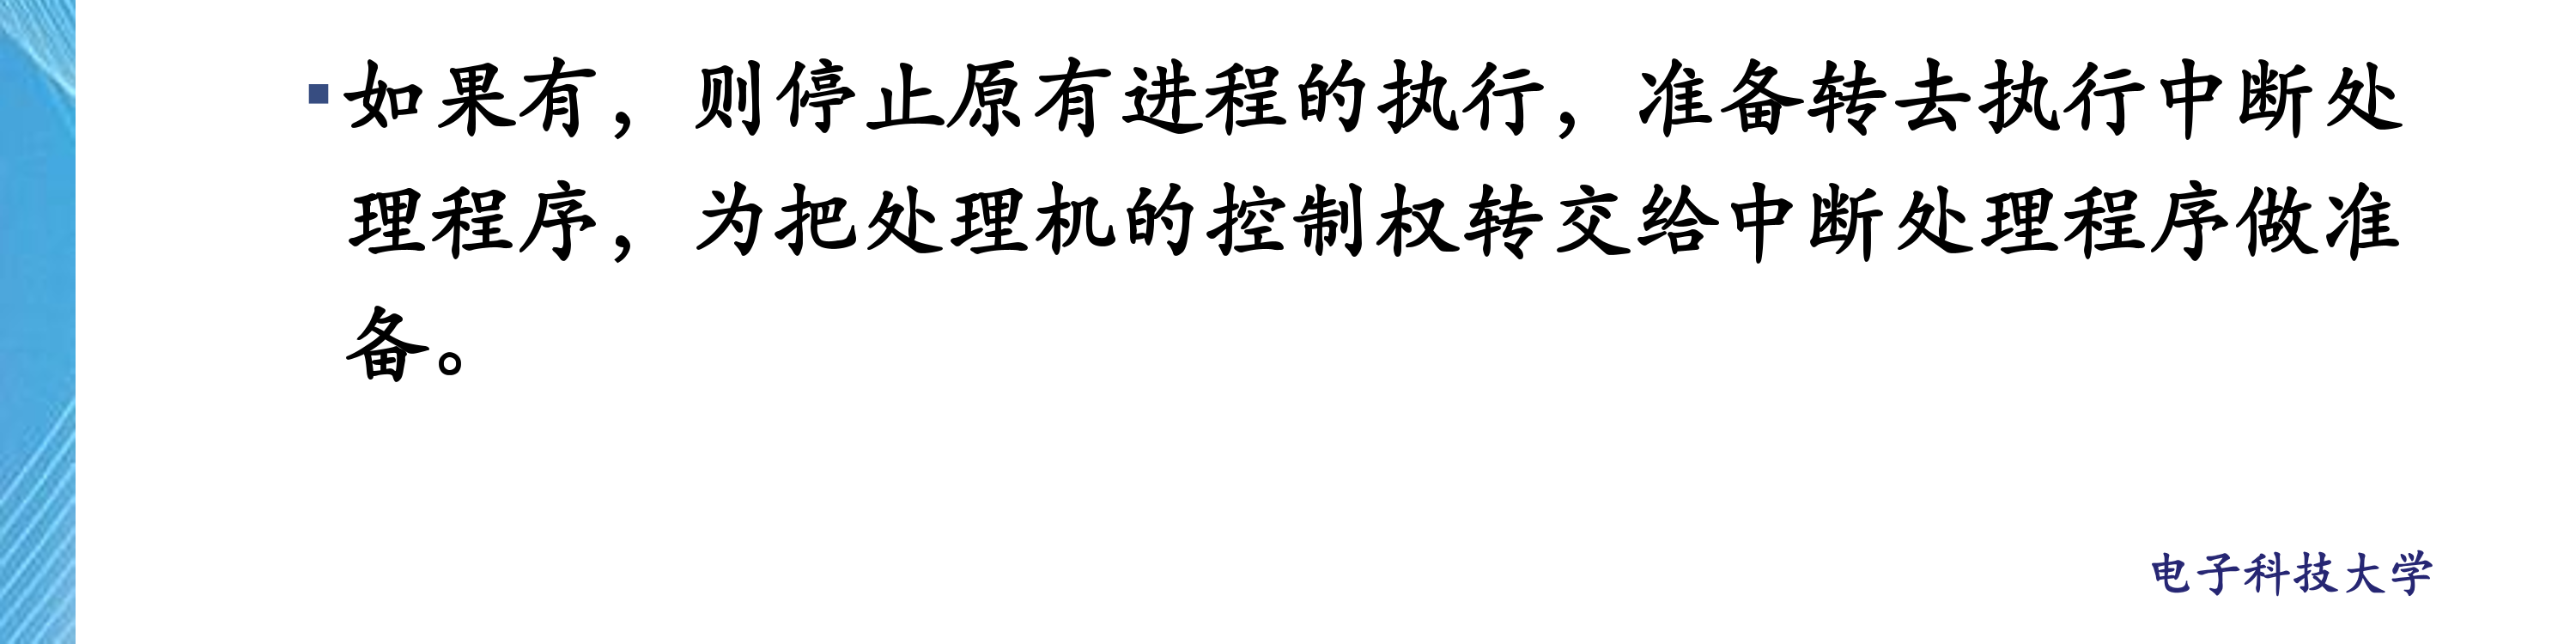 ▪如果有，则停止原有进程的执行，准备转去执行中断处
理程序，为把处理机的控制权转交给中断处理程序做准
备。
电子科技大学